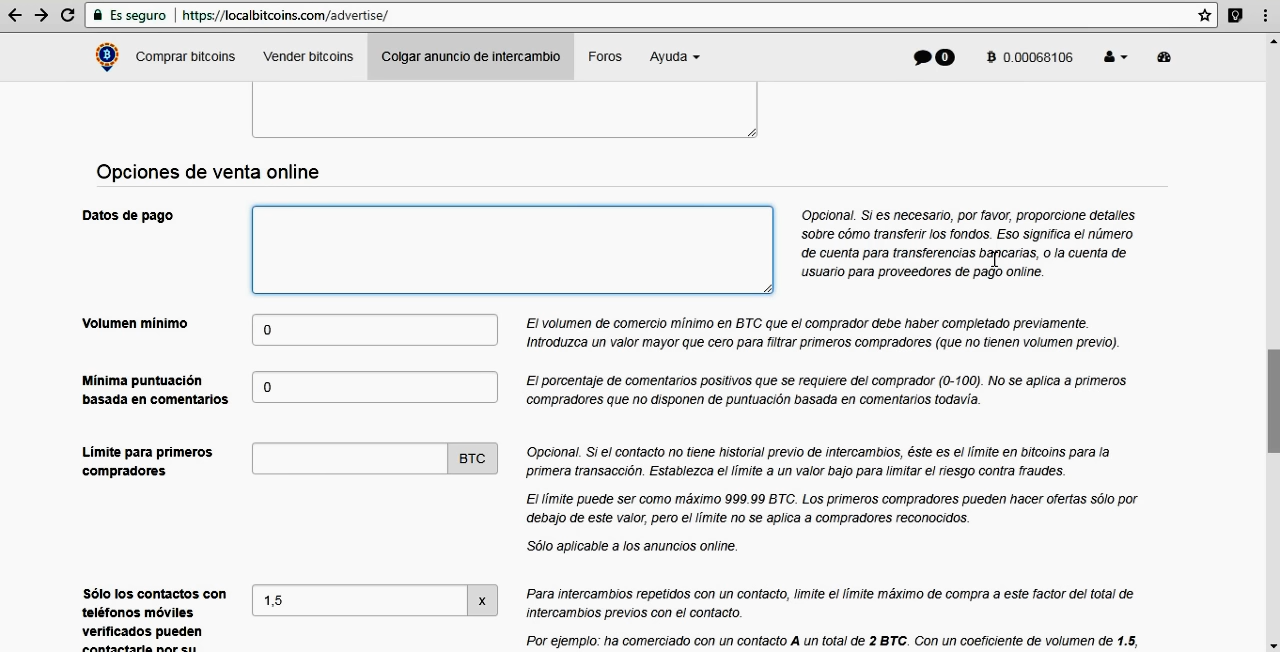 Es seguro https://localbitcoins.com/advertise/
Comprar bitcoins Vender bitcoins Colgar anuncio de intercambio Foros Ayuda 0 0.00068106
Opciones de venta online
Datos de pago
Opcional. Si es necesario, por favor, proporcione detalles
sobre cómo transferir los fondos. Eso significa el número
de cuenta para transferencias bancarias, o la cuenta de
usuario para proveedores de pago online.
Volumen mínimo
0
El volumen de comercio mínimo en BTC que el comprador debe haber completado previamente.
Introduzca un valor mayor que cero para filtrar primeros compradores (que no tienen volumen previo).
Mínima puntuación
basada en comentarios
0
El porcentaje de comentarios positivos que se requiere del comprador (0-100). No se aplica a primeros
compradores que no disponen de puntuación basada en comentarios todavía.
Límite para primeros
compradores
BTC
Opcional. Si el contacto no tiene historial previo de intercambios, éste es el límite en bitcoins para la
primera transacción. Establezca el límite a un valor bajo para limitar el riesgo contra fraudes.
El límite puede ser como máximo 999.99 BTC. Los primeros compradores pueden hacer ofertas sólo por
debajo de este valor, pero el límite no se aplica a compradores reconocidos.
Sólo aplicable a los anuncios online.
Sólo los contactos con
teléfonos móviles
verificados pueden
contactarle por su
1,5 x
Para intercambios repetidos con un contacto, limite el límite máximo de compra a este factor del total de
intercambios previos con el contacto.
Por ejemplo: ha comerciado con un contacto A un total de 2 BTC. Con un coeficiente de volumen de 1.5,